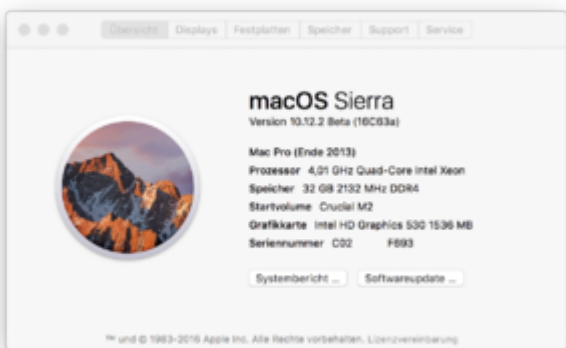 Übersicht Displays Festplatten Speicher Support Service
macOS Sierra
Version 10.12.2 Beta (16C63a)
Mac Pro (Ende 2013)
Prozessor 4,01 GHz Quad-Core Intel Xeon
Speicher 32 GB 2132 MHz DDR4
Startvolume Crucial M2
Grafikkarte Intel HD Graphics 530 1536 MB
Seriennummer C02 F693
Systembericht ... Softwareupdate ...
™ und © 1983-2016 Apple Inc. Alle Rechte vorbehalten. Lizenzvereinbarung